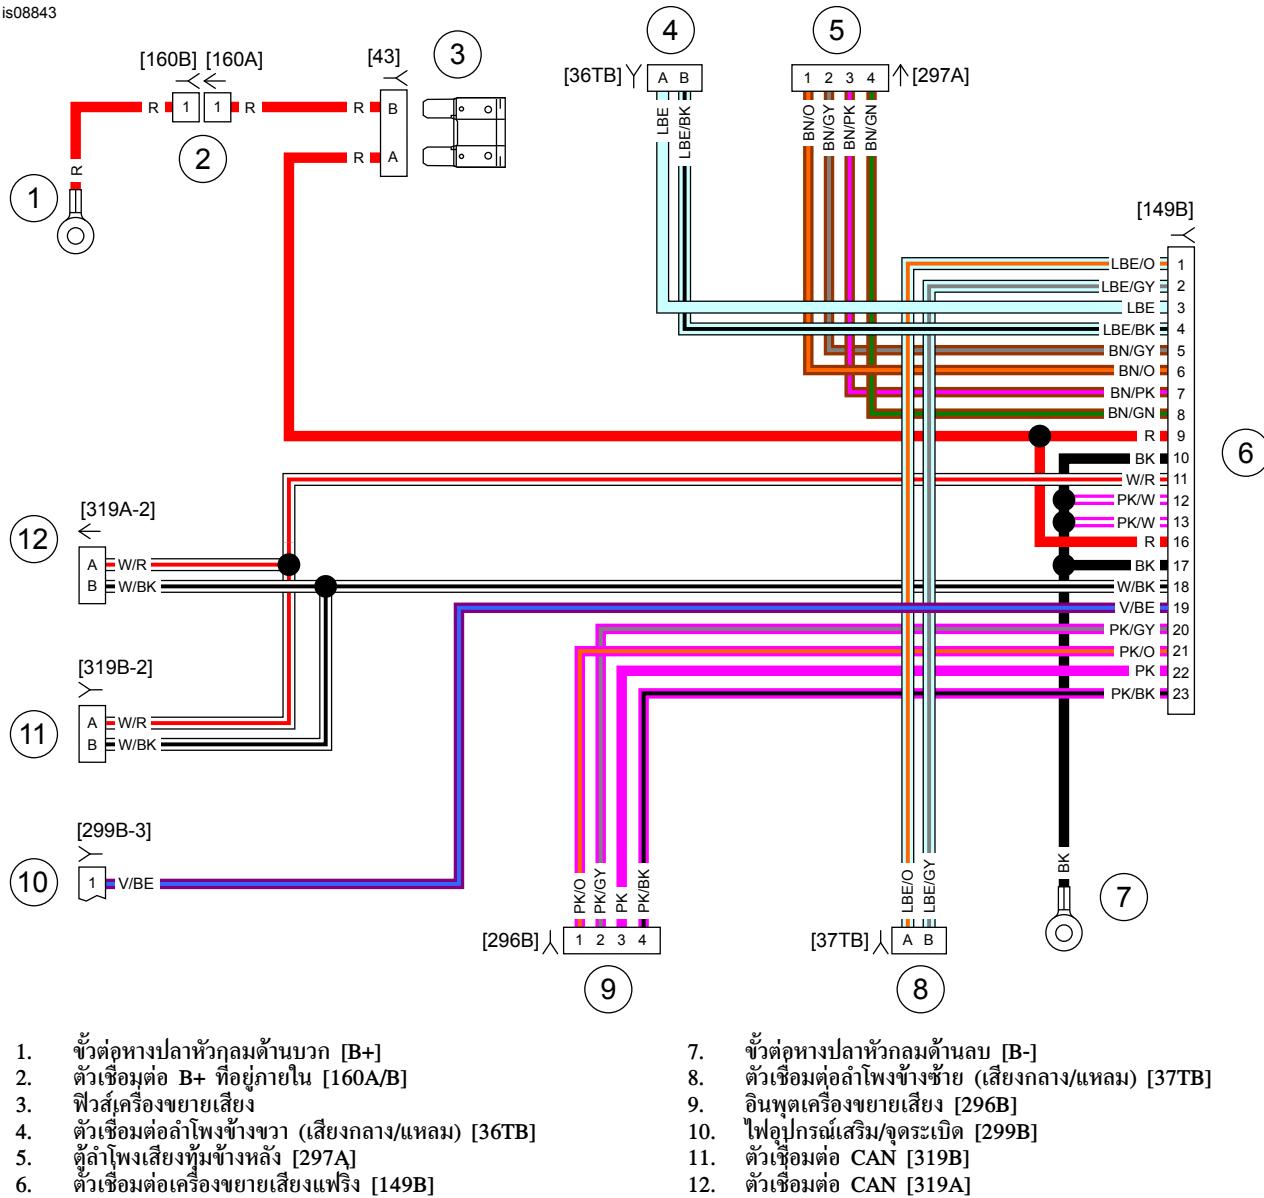 is08843
[160B] [160A] [43] 3 4 5
[36TB] A B 1 2 3 4 [297A]
R 1 1 R R B
LBE LBE/BK BN/O BN/GY BN/PK BN/GN
2
R A
R
1
[149B]
LBE/O 1
LBE/GY 2
LBE 3
LBE/BK 4
BN/GY 5
BN/O 6
BN/PK 7
BN/GN 8
R 9
6
BK 10
W/R 11
PK/W 12
PK/W 13
R 16
BK 17
W/BK 18
V/BE 19
PK/GY 20
PK/O 21
PK 22
PK/BK 23
[319A-2]
12
A W/R
B W/BK
[319B-2]
11
A W/R
B W/BK
[299B-3]
10
1 V/BE
PK/O PK/GY PK PK/BK
[296B] 1 2 3 4
9
LBE/O LBE/GY
[37TB] A B
8
BK
7
1. ขั้วต่อหางปลาหัวกลมด้านบวก [B+]
2. ตัวเชื่อมต่อ B+ ที่อยู่ภายใน [160A/B]
3. ฟิวส์เครื่องขยายเสียง
4. ตัวเชื่อมต่อลำโพงข้างขวา (เสียงกลาง/แหลม) [36TB]
5. ตู้ลำโพงเสียงทุ้มข้างหลัง [297A]
6. ตัวเชื่อมต่อเครื่องขยายเสียงแฟริ่ง [149B]
7. ขั้วต่อหางปลาหัวกลมด้านลบ [B-]
8. ตัวเชื่อมต่อลำโพงข้างซ้าย (เสียงกลาง/แหลม) [37TB]
9. อินพุตเครื่องขยายเสียง [296B]
10. ไฟอุปกรณ์เสริม/จุดระเบิด [299B]
11. ตัวเชื่อมต่อ CAN [319B]
12. ตัวเชื่อมต่อ CAN [319A]